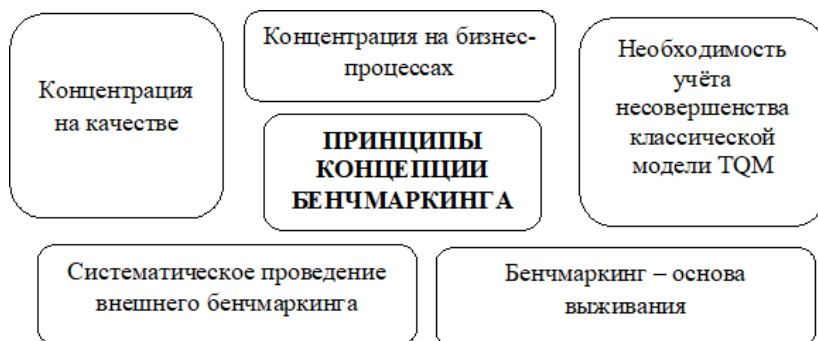 Концентрация
на качестве
Концентрация на бизнес-
процессах
Необходимость
учёта
несовершенства
классической
модели TQM
ПРИНЦИПЫ
КОНЦЕПЦИИ
БЕНЧМАРКИНГА
Систематическое проведение
внешнего бенчмаркинга
Бенчмаркинг – основа
выживания